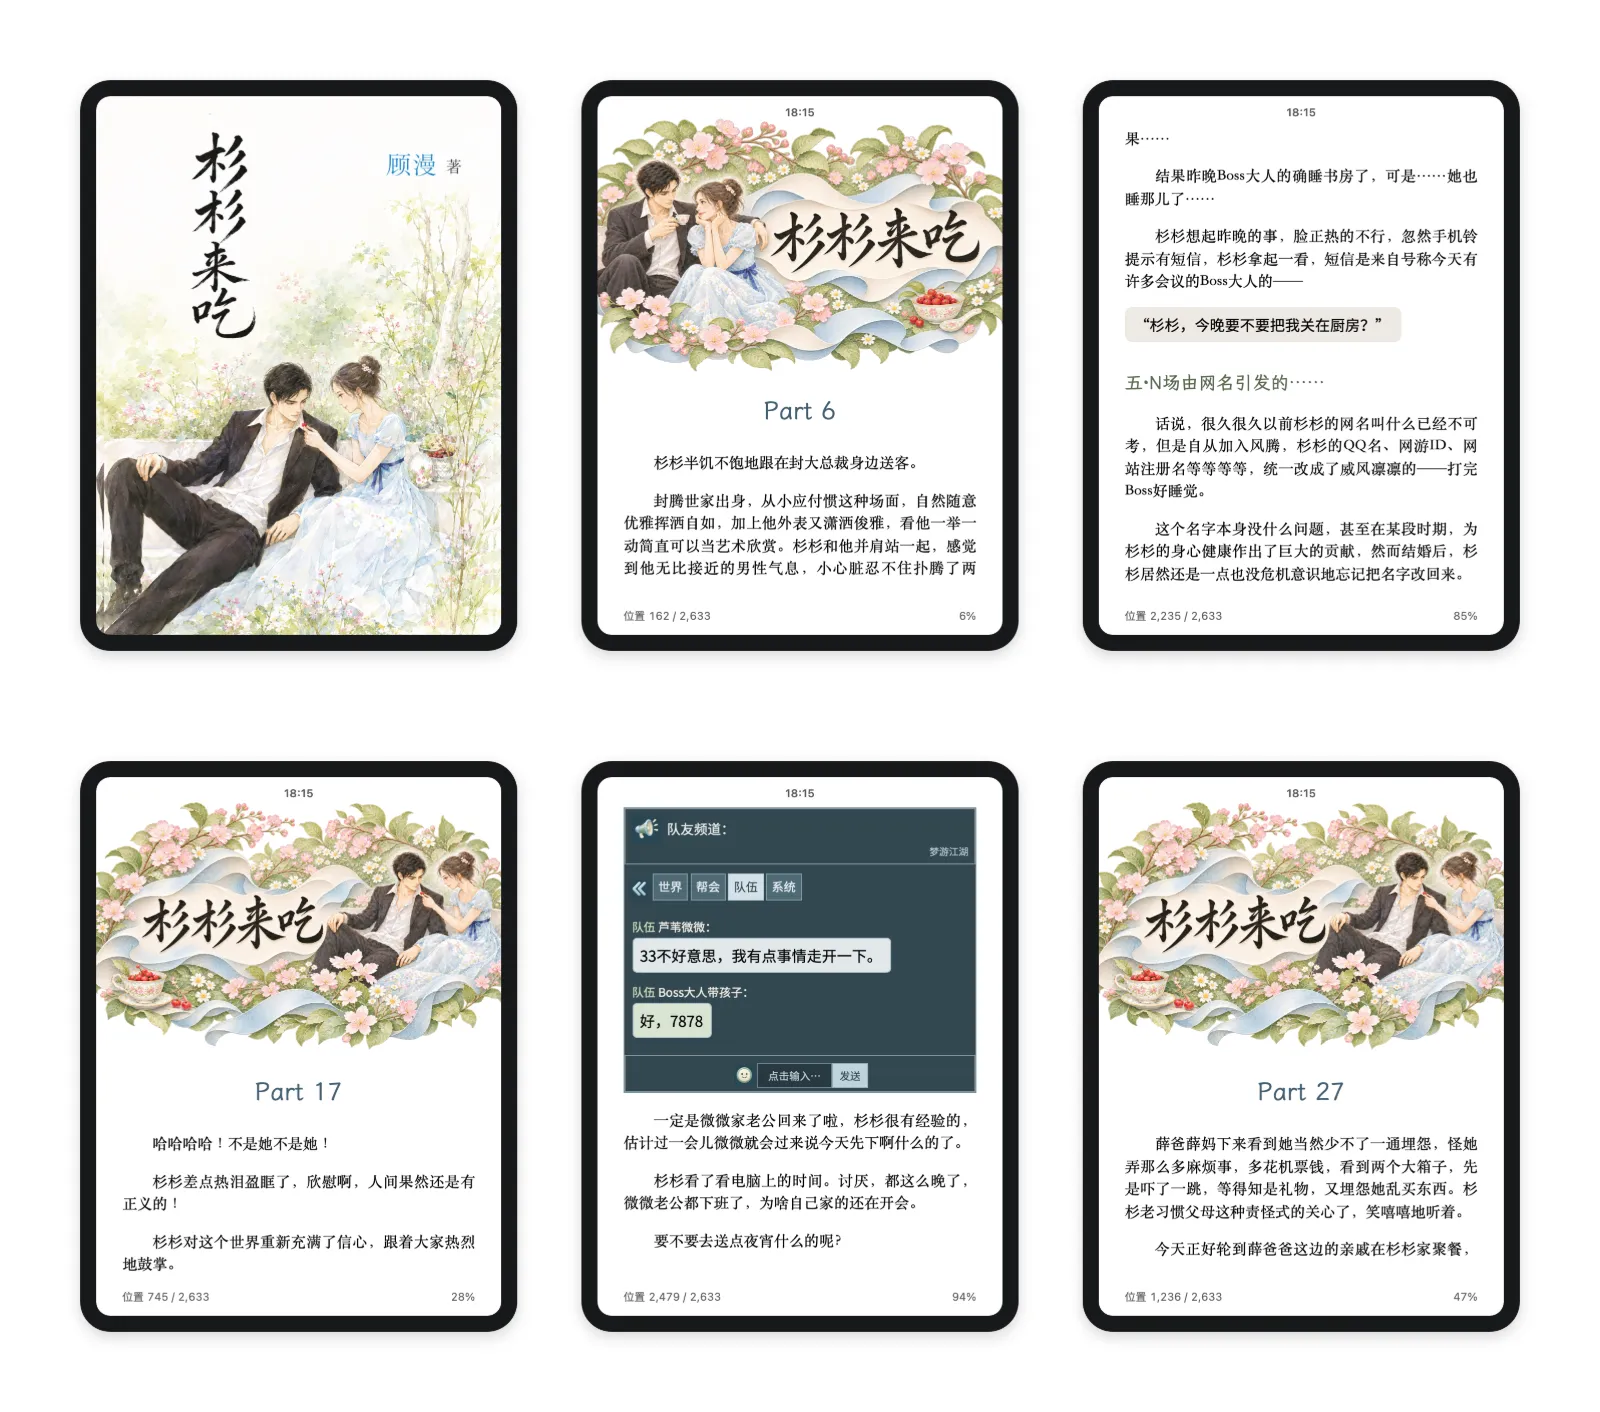 杉杉来吃
顾漫 著
18:15
杉杉来吃
Part 6
杉杉半饥不饱地跟在封大总裁身边送客。
封腾世家出身，从小应付惯这种场面，自然随意
优雅挥洒自如，加上他外表又潇洒俊雅，看他一举一
动简直可以当艺术欣赏。杉杉和他并肩站一起，感觉
到他无比接近的男性气息，小心脏忍不住扑腾了两
位置 162 / 2,633
6%
18:15
果……
结果昨晚Boss大人的确睡书房了，可是……她也
睡那儿了……
杉杉想起昨晚的事，脸正热的不行，忽然手机铃
提示有短信，杉杉拿起一看，短信是来自号称今天有
许多会议的Boss大人的——
“杉杉，今晚要不要把我关在厨房？”
五·N场由网名引发的……
话说，很久很久以前杉杉的网名叫什么已经不可
考，但是自从加入风腾，杉杉的QQ名、网游ID、网
站注册名等等等等，统一改成了威风凛凛的——打完
Boss好睡觉。
这个名字本身没什么问题，甚至在某段时期，为
杉杉的身心健康作出了巨大的贡献，然而结婚后，杉
杉居然还是一点也没危机意识地忘记把名字改回来。
位置 2,235 / 2,633
85%
18:15
杉杉来吃
Part 17
哈哈哈哈！不是她不是她！
杉杉差点热泪盈眶了，欣慰啊，人间果然还是有
正义的！
杉杉对这个世界重新充满了信心，跟着大家热烈
地鼓掌。
位置 745 / 2,633
28%
18:15
队友频道：
梦游江湖
世界 帮会 队伍 系统
队伍 芦苇微微：
33不好意思，我有点事情走开一下。
队伍 Boss大人带孩子：
好，7878
点击输入… 发送
一定是微微家老公回来了啦，杉杉很有经验的，
估计过一会儿微微就会过来说今天先下啊什么的了。
杉杉看了看电脑上的时间。讨厌，都这么晚了，
微微老公都下班了，为啥自己家的还在开会。
要不要去送点夜宵什么的呢？
位置 2,479 / 2,633
94%
18:15
杉杉来吃
Part 27
薛爸薛妈下来看到她当然少不了一通埋怨，怪她
弄那么多麻烦事，多花机票钱，看到两个大箱子，先
是吓了一跳，等得知是礼物，又埋怨她乱买东西。杉
杉老习惯父母这种责怪式的关心了，笑嘻嘻地听着。
今天正好轮到薛爸爸这边的亲戚在杉杉家聚餐，
位置 1,236 / 2,633
47%